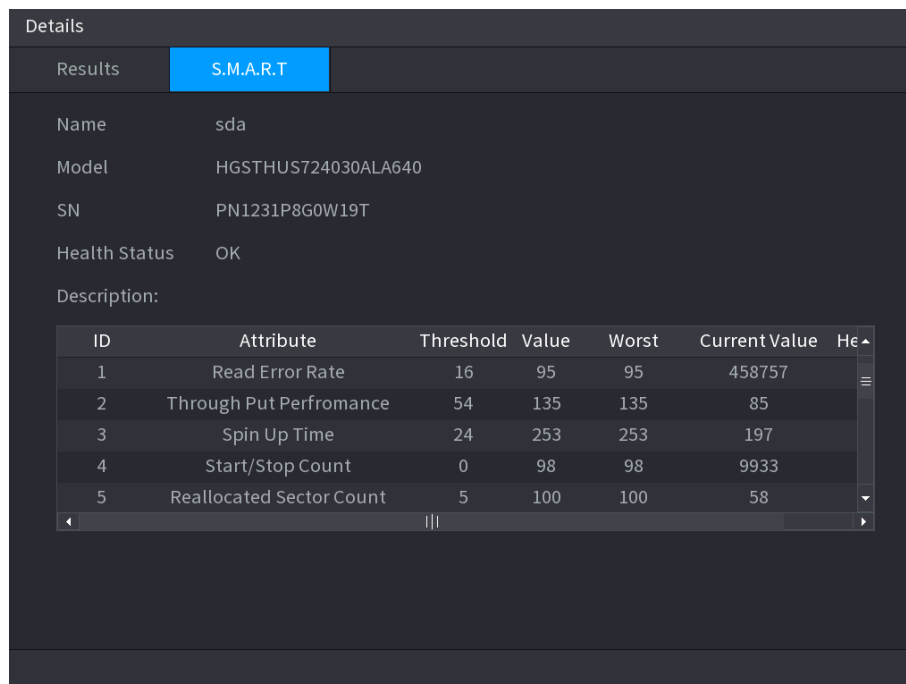 Details
Results S.M.A.R.T
Name sda
Model HGSTHUS724030ALA640
SN PN1231P8G0W19T
Health Status OK
Description:
ID Attribute Threshold Value Worst Current Value He
1 Read Error Rate 16 95 95 458757
2 Through Put Perfromance 54 135 135 85
3 Spin Up Time 24 253 253 197
4 Start/Stop Count 0 98 98 9933
5 Reallocated Sector Count 5 100 100 58